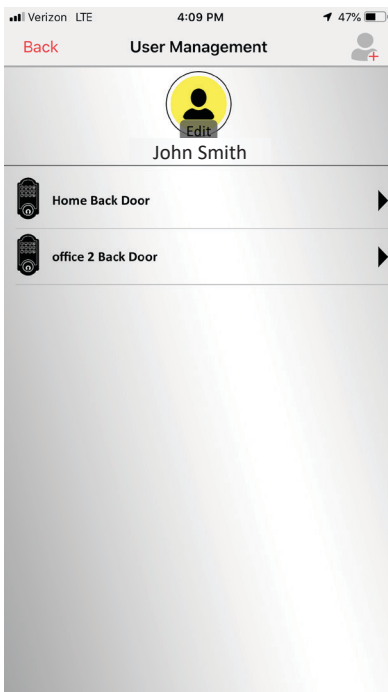 Verizon LTE 4:09 PM 47%
Back User Management
Edit
John Smith
Home Back Door
office 2 Back Door